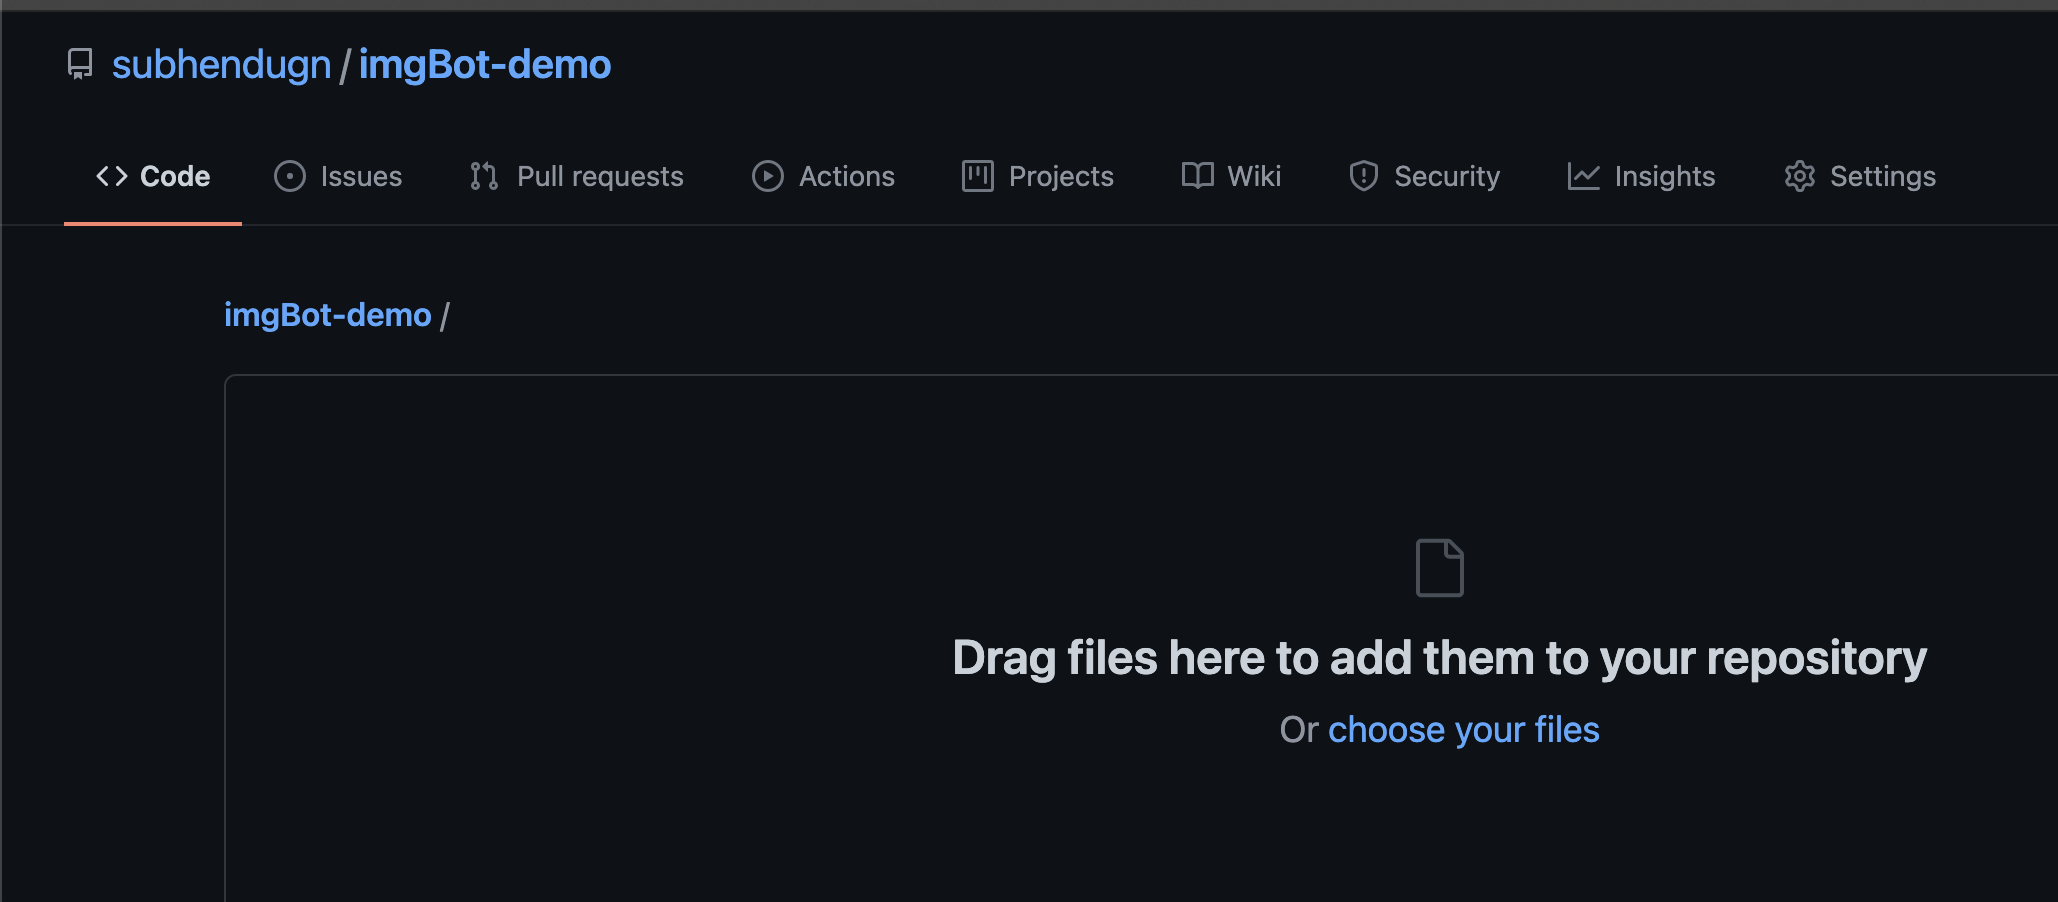 subhendugn / imgBot-demo
Code Issues Pull requests Actions Projects Wiki Security Insights Settings
imgBot-demo /
Drag files here to add them to your repository
Or choose your files